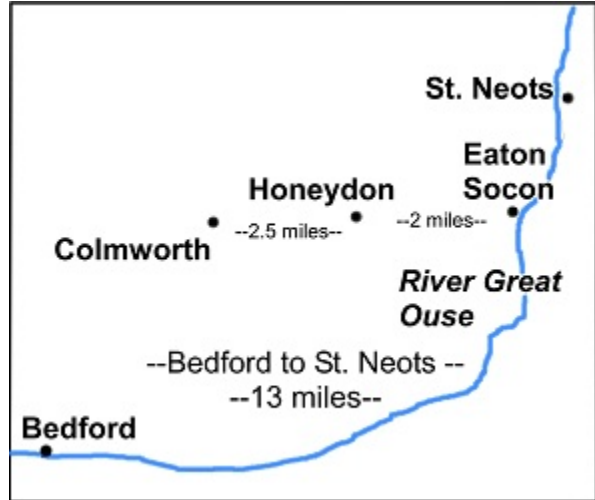 St. Neots
Eaton
Socon
Honeydon
--2 miles--
--2.5 miles--
Colmworth
River Great
Ouse
--Bedford to St. Neots --
--13 miles--
Bedford